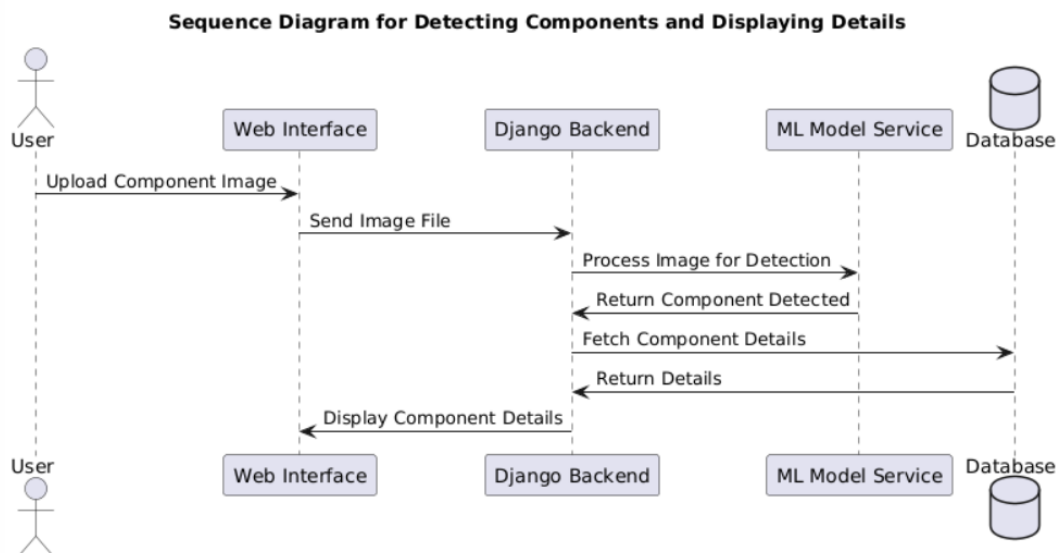 Sequence Diagram for Detecting Components and Displaying Details
User
Web Interface
Django Backend
ML Model Service
Database
Upload Component Image
Send Image File
Process Image for Detection
Return Component Detected
Fetch Component Details
Return Details
Display Component Details
User
Web Interface
Django Backend
ML Model Service
Database